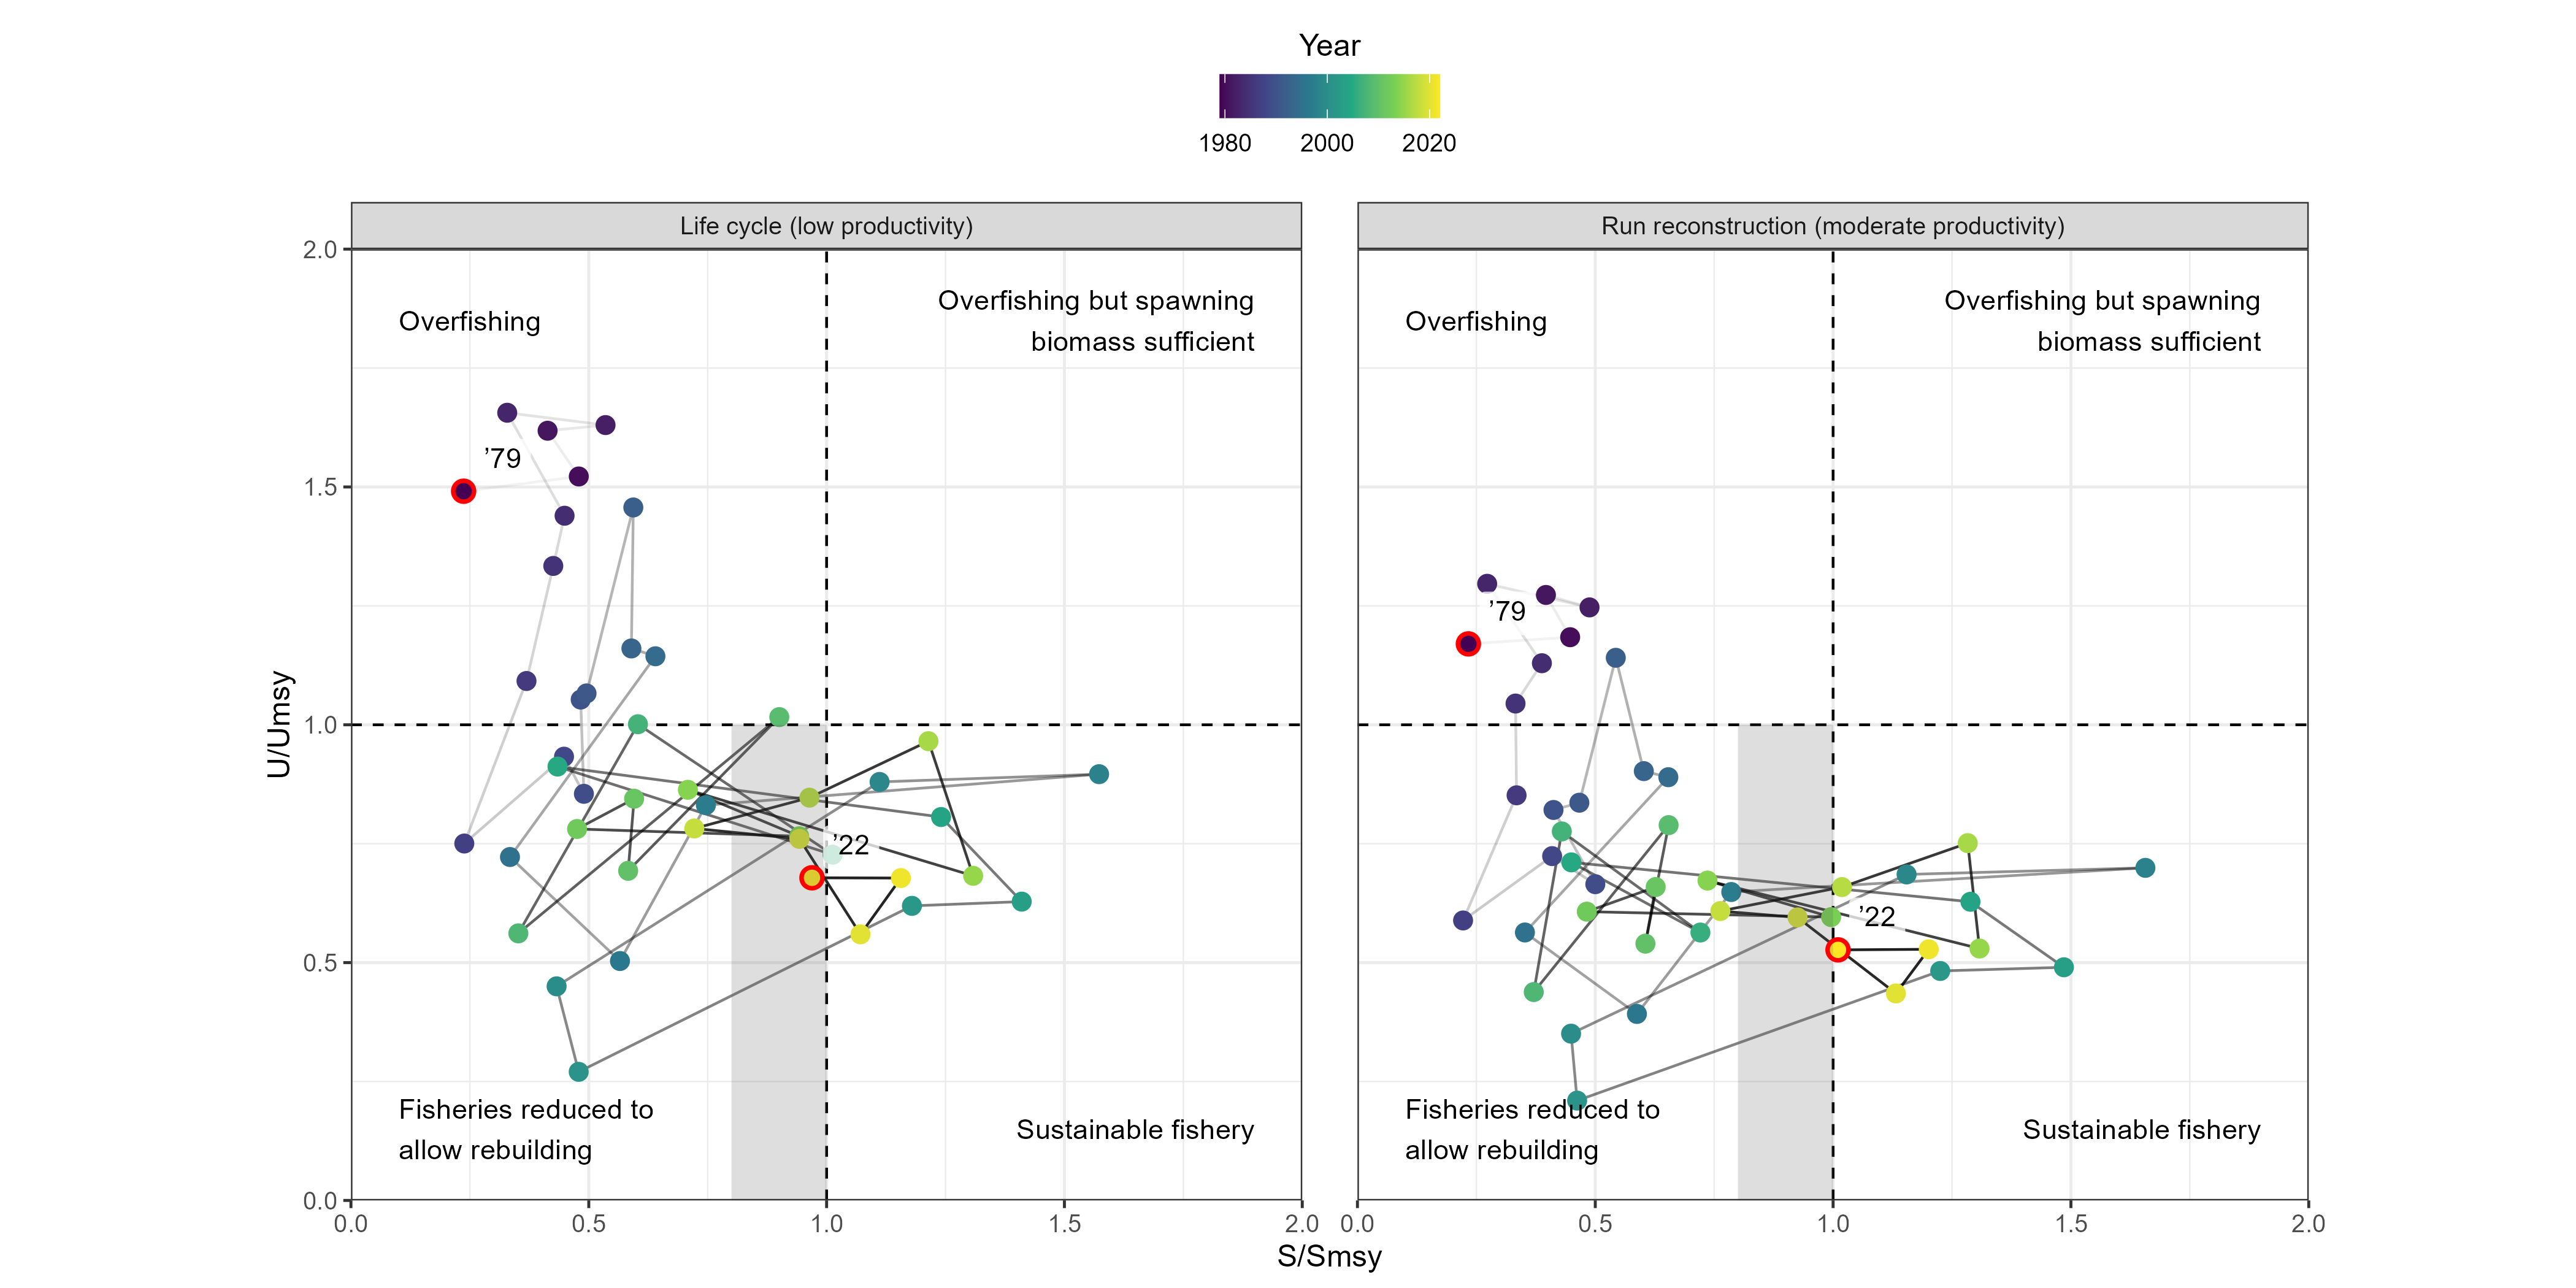 Year
1980 2000 2020
Life cycle (low productivity)
Run reconstruction (moderate productivity)
2.0
1.5
1.0
0.5
0.0
U/Umsy
Overfishing
Overfishing but spawning
biomass sufficient
’79
’22
Fisheries reduced to
allow rebuilding
Sustainable fishery
0.0 0.5 1.0 1.5 2.0
Overfishing
Overfishing but spawning
biomass sufficient
’79
’22
Fisheries reduced to
allow rebuilding
Sustainable fishery
0.0 0.5 1.0 1.5 2.0
S/Smsy